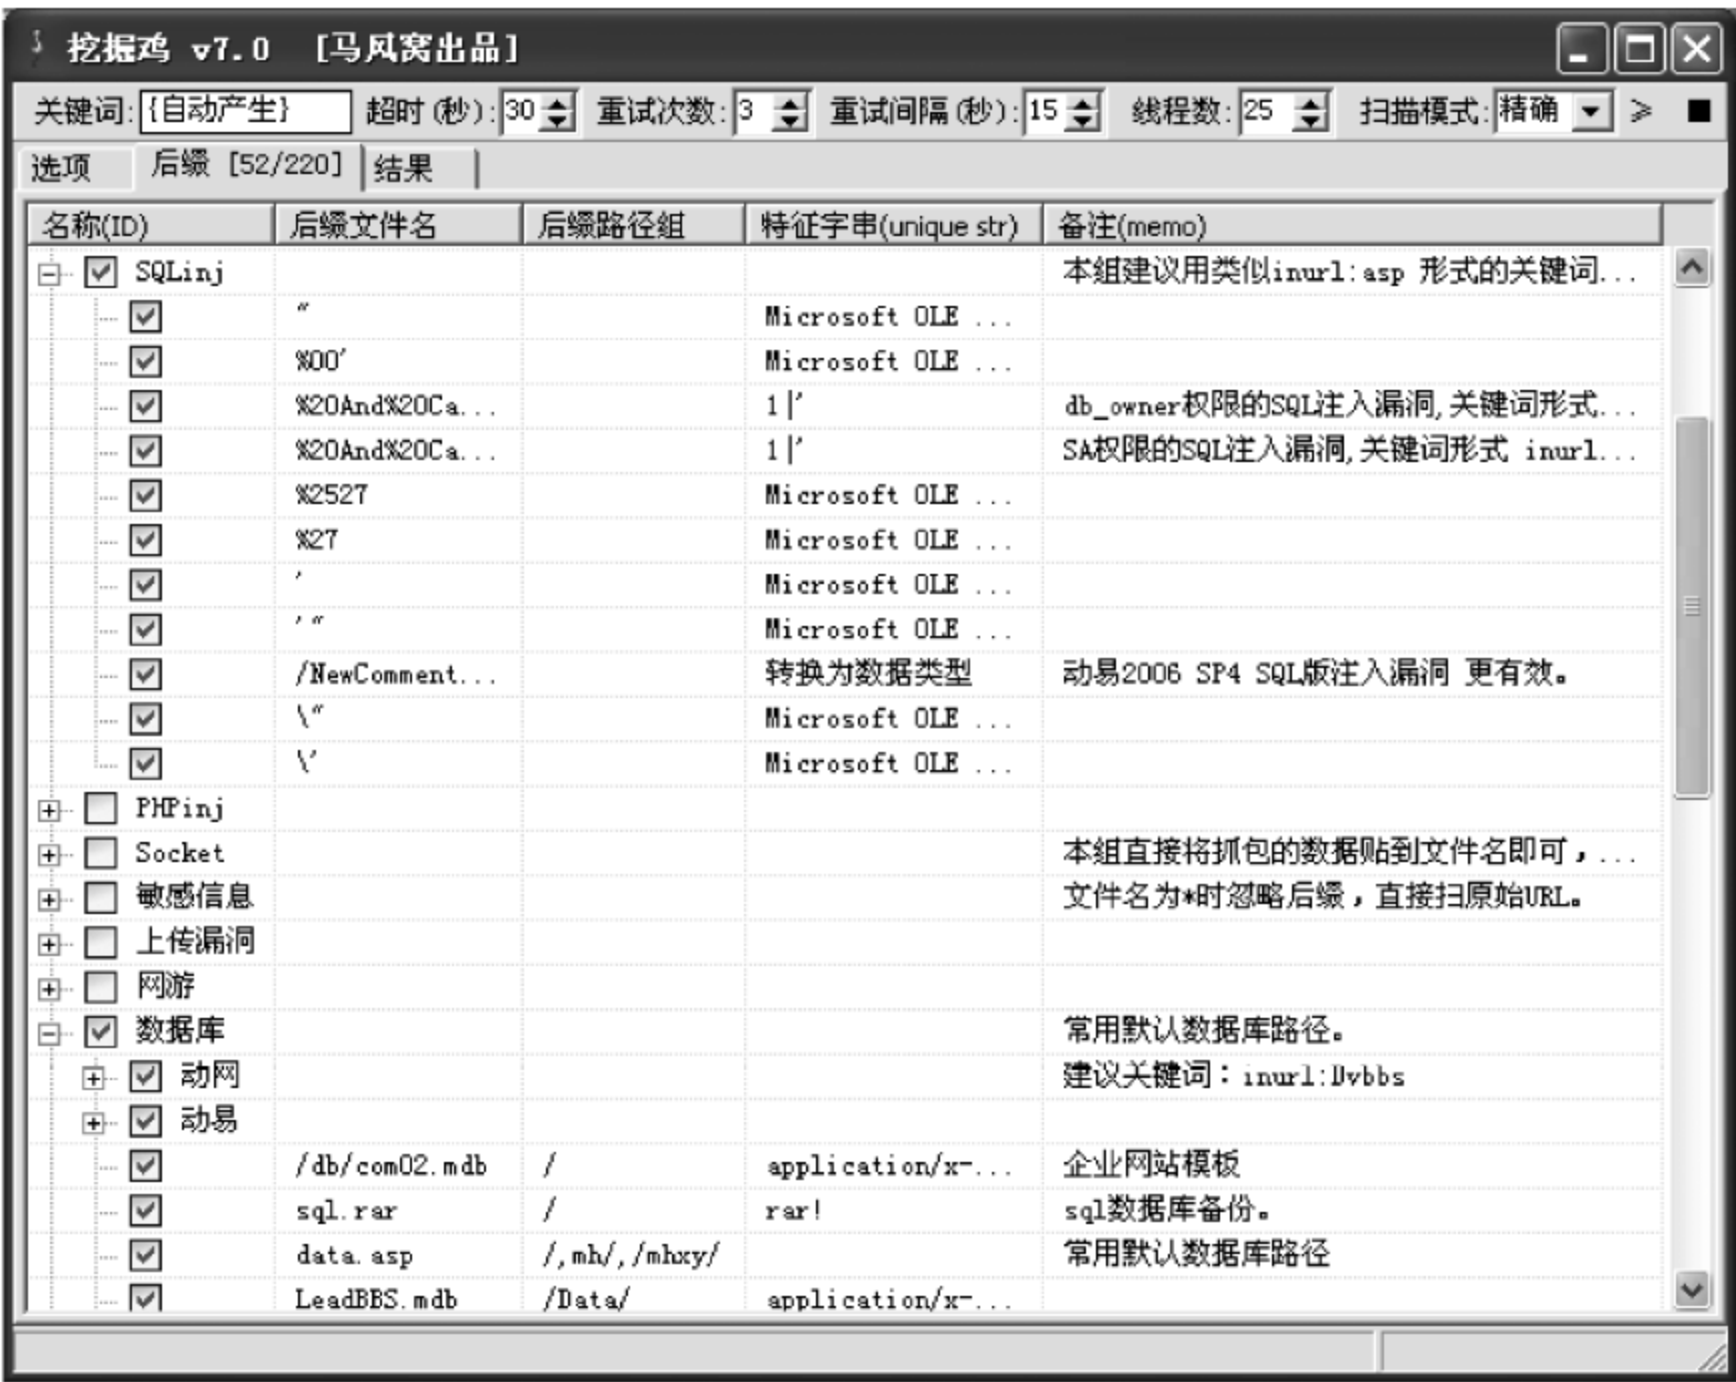 挖掘鸡 v7.0 [马风窝出品]
关键词: {自动产生} 超时(秒): 30 重试次数: 3 重试间隔(秒): 15 线程数: 25 扫描模式: 精确 >
选项 后缀 [52/220] 结果
名称(ID) 后缀文件名 后缀路径组 特征字串(unique str) 备注(memo)
SQLinj 本组建议用类似inurl:asp 形式的关键词...
" Microsoft OLE ...
%00' Microsoft OLE ...
%20And%20Ca... 1|' db_owner权限的SQL注入漏洞,关键词形式...
%20And%20Ca... 1|' SA权限的SQL注入漏洞,关键词形式 inurl...
%2527 Microsoft OLE ...
%27 Microsoft OLE ...
' Microsoft OLE ...
'" Microsoft OLE ...
/NewComment... 转换为数据类型 动易2006 SP4 SQL版注入漏洞 更有效。
\" Microsoft OLE ...
\' Microsoft OLE ...
PHPinj
Socket 本组直接将抓包的数据贴到文件名即可，...
敏感信息 文件名为*时忽略后缀，直接扫原始URL。
上传漏洞
网游
数据库 常用默认数据库路径。
动网 建议关键词：inurl:Dvbbs
动易
/db/com02.mdb / application/x-... 企业网站模板
sql.rar / rar! sql数据库备份。
data.asp /,mh/,/mhxy/ 常用默认数据库路径
LeadBBS.mdb /Data/ application/x-...